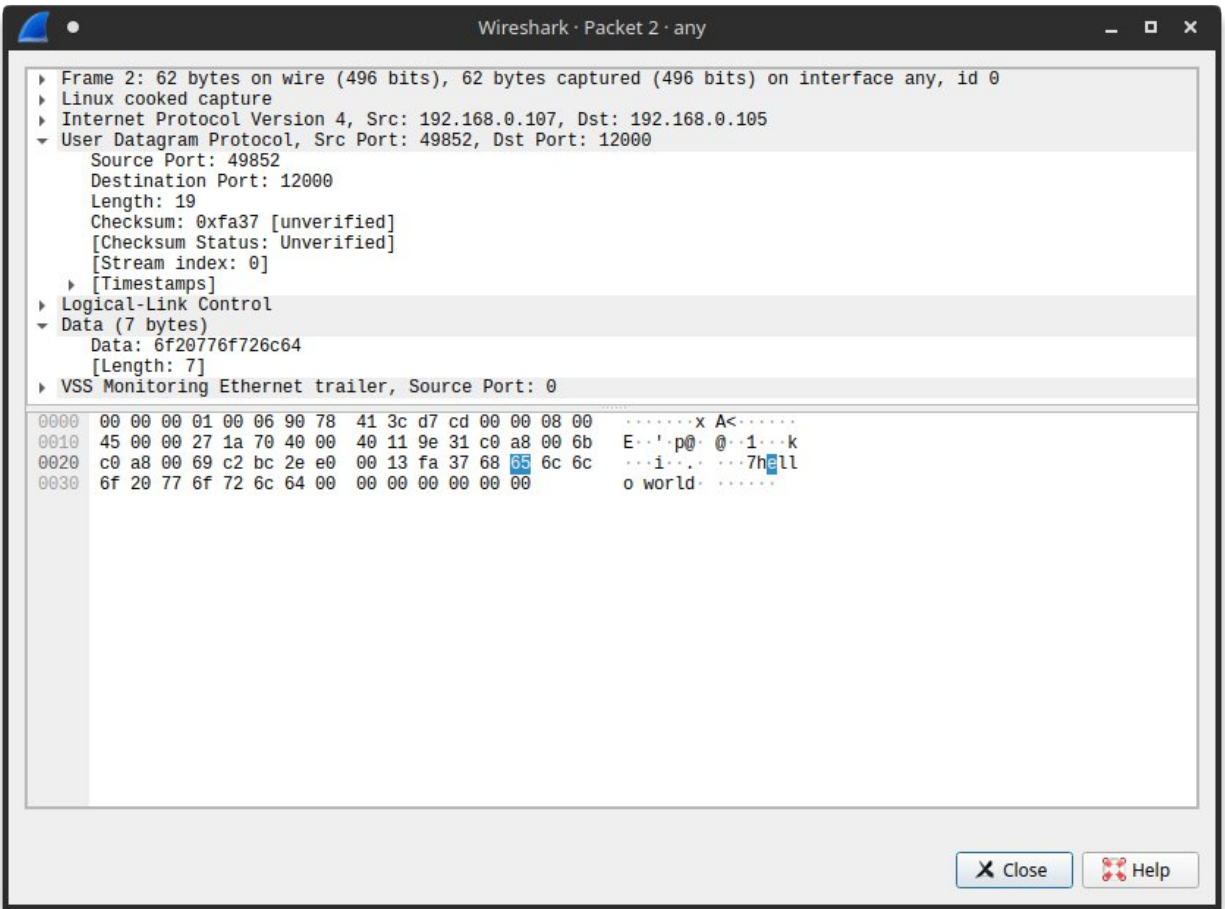 Wireshark · Packet 2 · any
Frame 2: 62 bytes on wire (496 bits), 62 bytes captured (496 bits) on interface any, id 0
Linux cooked capture
Internet Protocol Version 4, Src: 192.168.0.107, Dst: 192.168.0.105
User Datagram Protocol, Src Port: 49852, Dst Port: 12000
Source Port: 49852
Destination Port: 12000
Length: 19
Checksum: 0xfa37 [unverified]
[Checksum Status: Unverified]
[Stream index: 0]
[Timestamps]
Logical-Link Control
Data (7 bytes)
Data: 6f20776f726c64
[Length: 7]
VSS Monitoring Ethernet trailer, Source Port: 0
0000 00 00 00 01 00 06 90 78 41 3c d7 cd 00 00 08 00 ·······x A<······
0010 45 00 00 27 1a 70 40 00 40 11 9e 31 c0 a8 00 6b E··'·p@· @··1···k
0020 c0 a8 00 69 c2 bc 2e e0 00 13 fa 37 68 65 6c 6c ···i··.· ···7hell
0030 6f 20 77 6f 72 6c 64 00 00 00 00 00 00 00 o world· ······
Close
Help